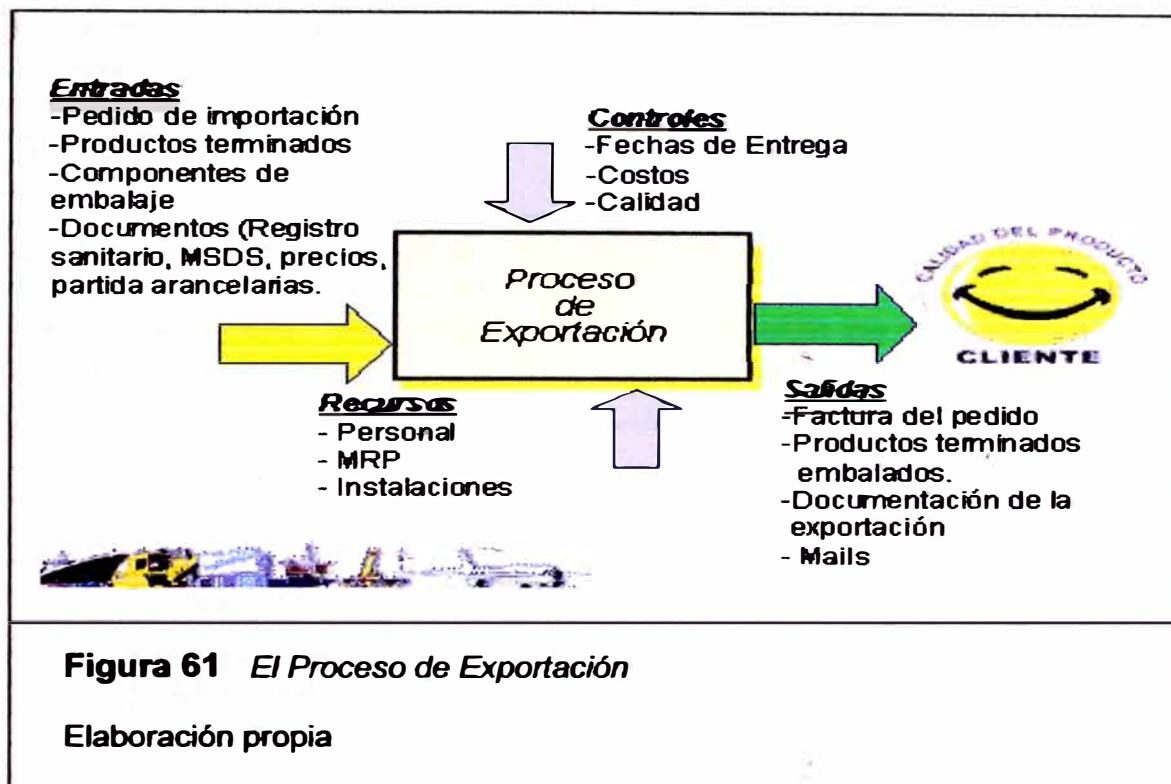 Entradas
-Pedido de importación
-Productos terminados
-Componentes de
embalaje
-Documentos (Registro
sanitario, MSDS, precios,
partida arancelarias.
Controles
-Fechas de Entrega
-Costos
-Calidad
Proceso
de
Exportación
CALIDAD DEL PRODUCTO
CLIENTE
Recursos
- Personal
- MRP
- Instalaciones
Salidas
-Factura del pedido
-Productos terminados
embalados.
-Documentación de la
exportación
- Mails
Figura 61 El Proceso de Exportación
Elaboración propia